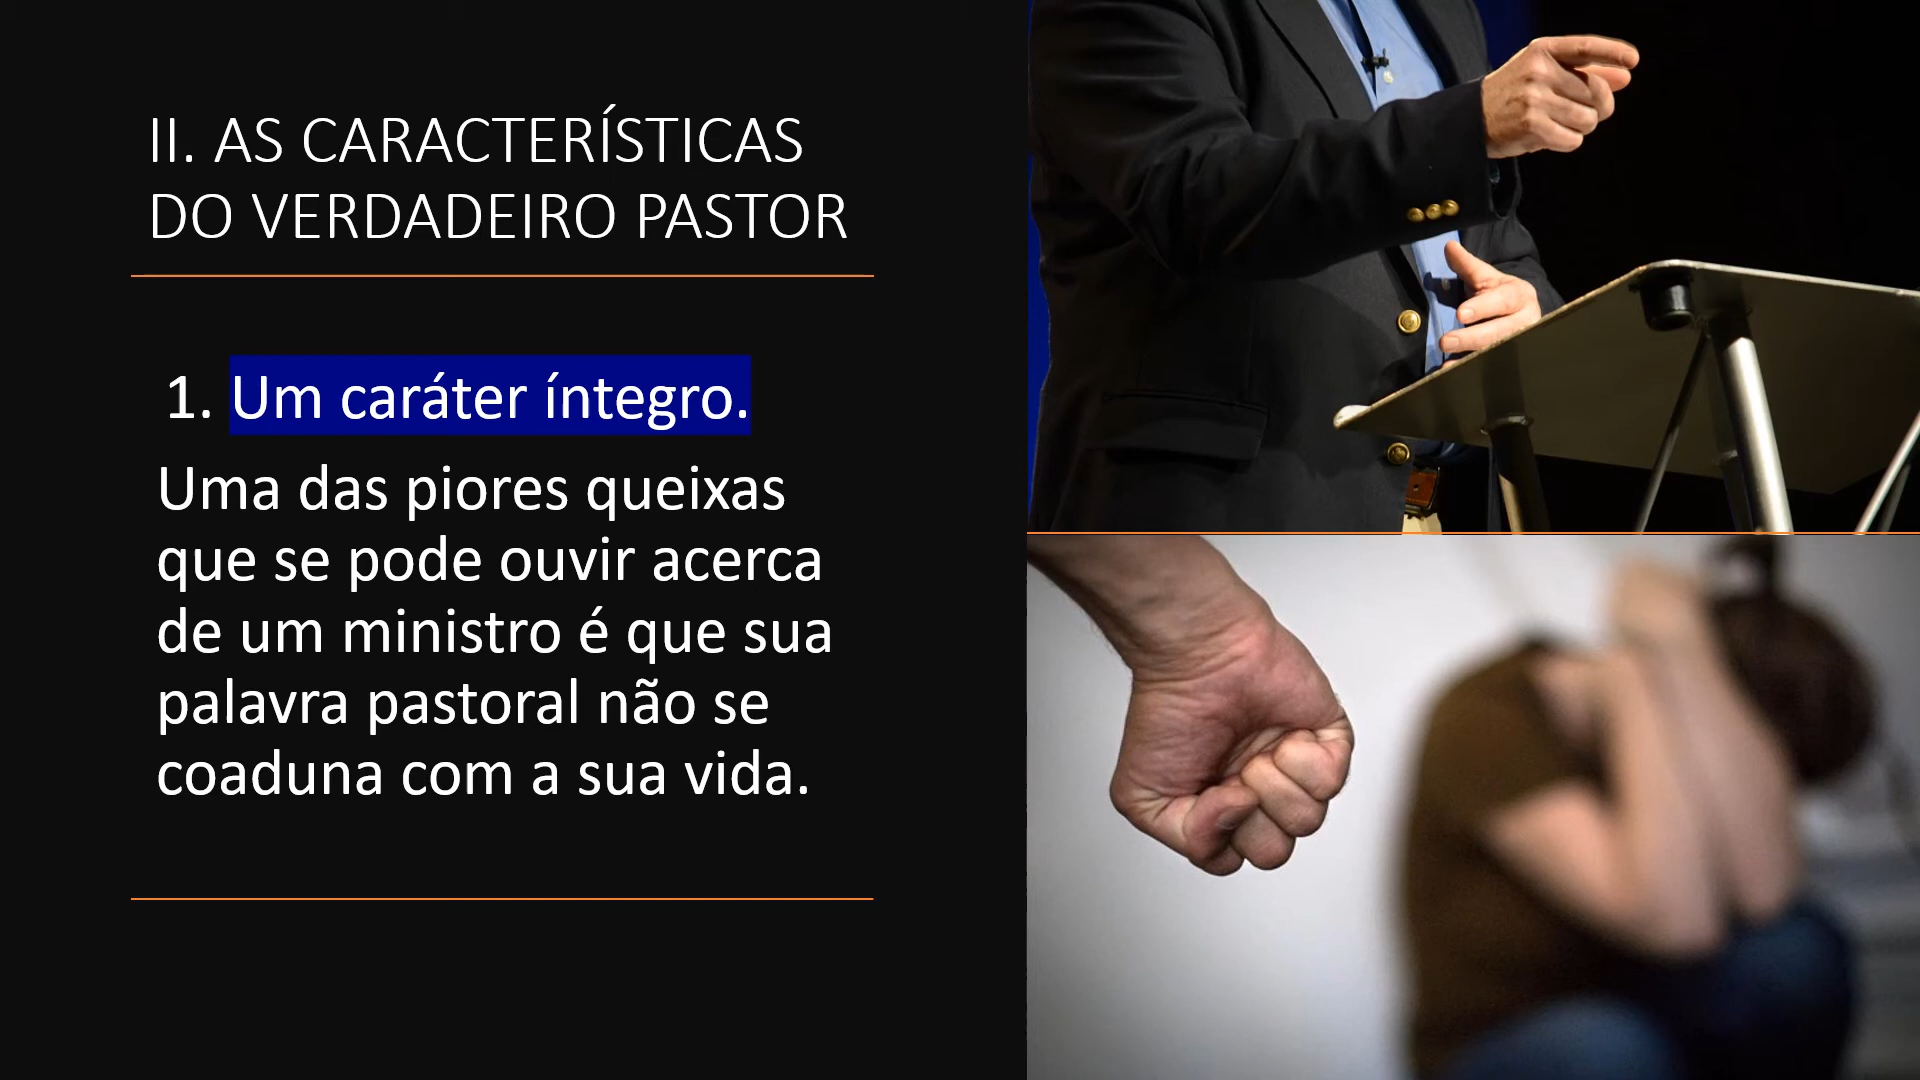 II. AS CARACTERÍSTICAS
DO VERDADEIRO PASTOR
1. Um caráter íntegro.
Uma das piores queixas
que se pode ouvir acerca
de um ministro é que sua
palavra pastoral não se
coaduna com a sua vida.